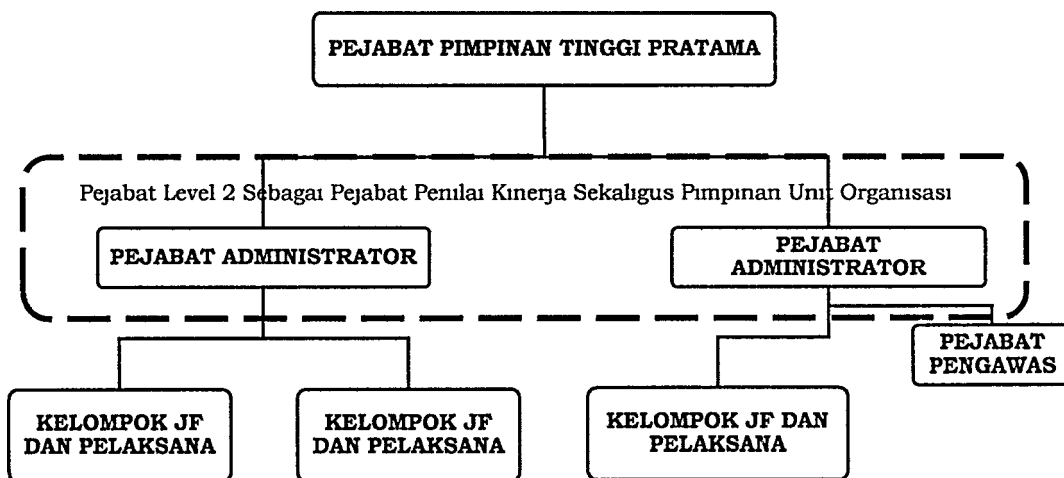 PEJABAT PIMPINAN TINGGI PRATAMA
Pejabat Level 2 Sebagai Pejabat Penilai Kinerja Sekaligus Pimpinan Unit Organisasi
PEJABAT ADMINISTRATOR
PEJABAT
ADMINISTRATOR
PEJABAT
PENGAWAS
KELOMPOK JF
DAN PELAKSANA
KELOMPOK JF
DAN PELAKSANA
KELOMPOK JF DAN
PELAKSANA